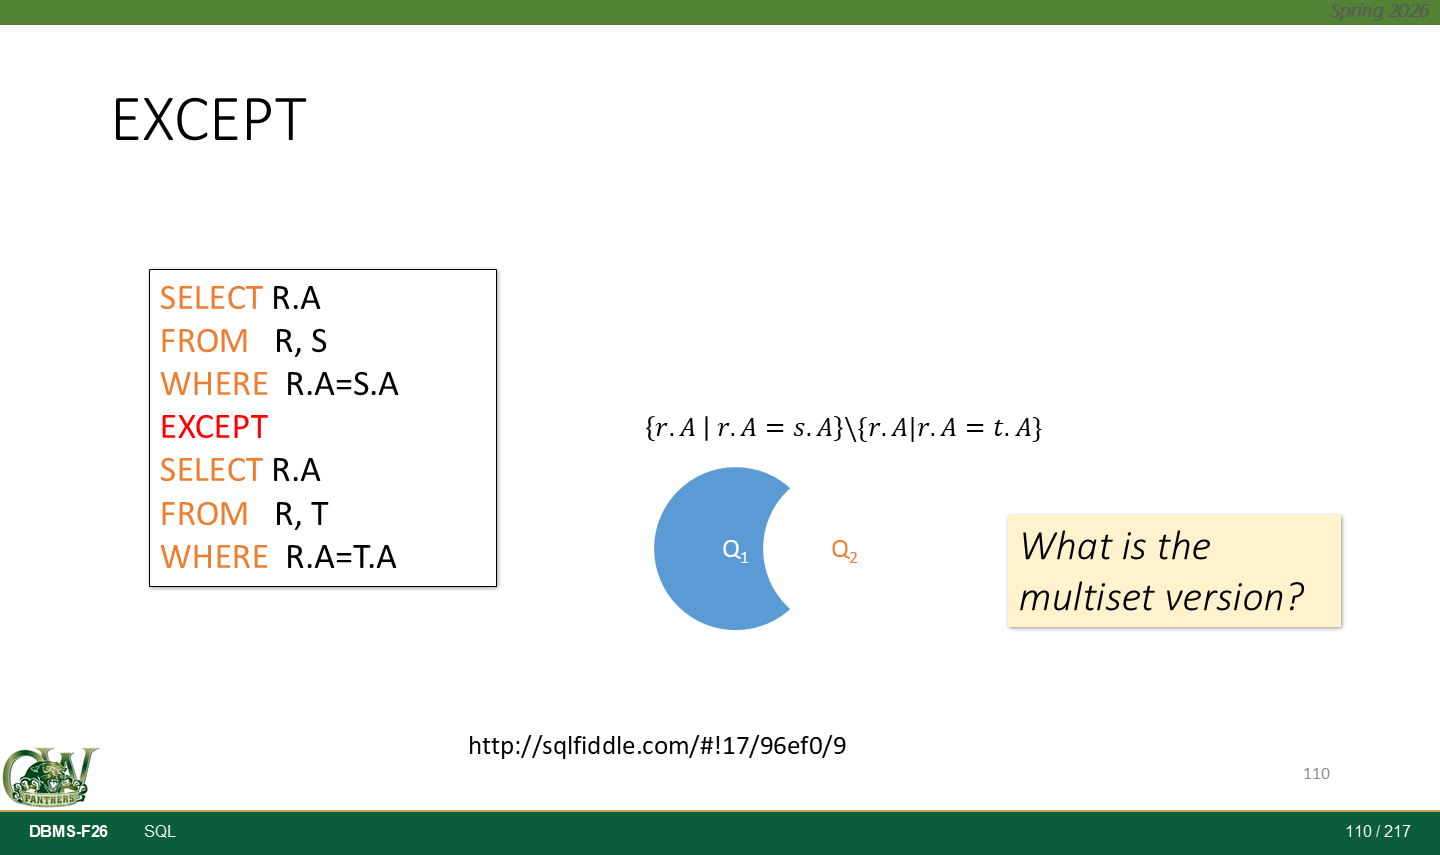 Spring 2026
EXCEPT
SELECT R.A
FROM R, S
WHERE R.A=S.A
EXCEPT
SELECT R.A
FROM R, T
WHERE R.A=T.A
{r.A | r.A = s.A}\{r.A|r.A = t.A}
Q1
Q2
What is the
multiset version?
http://sqlfiddle.com/#!17/96ef0/9
110
CW
PANTHERS
DBMS-F26 SQL 110 / 217